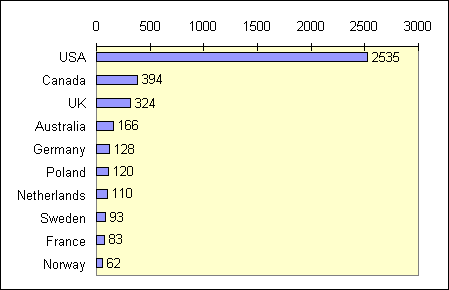 0 500 1000 1500 2000 2500 3000
USA 2535
Canada 394
UK 324
Australia 166
Germany 128
Poland 120
Netherlands 110
Sweden 93
France 83
Norway 62